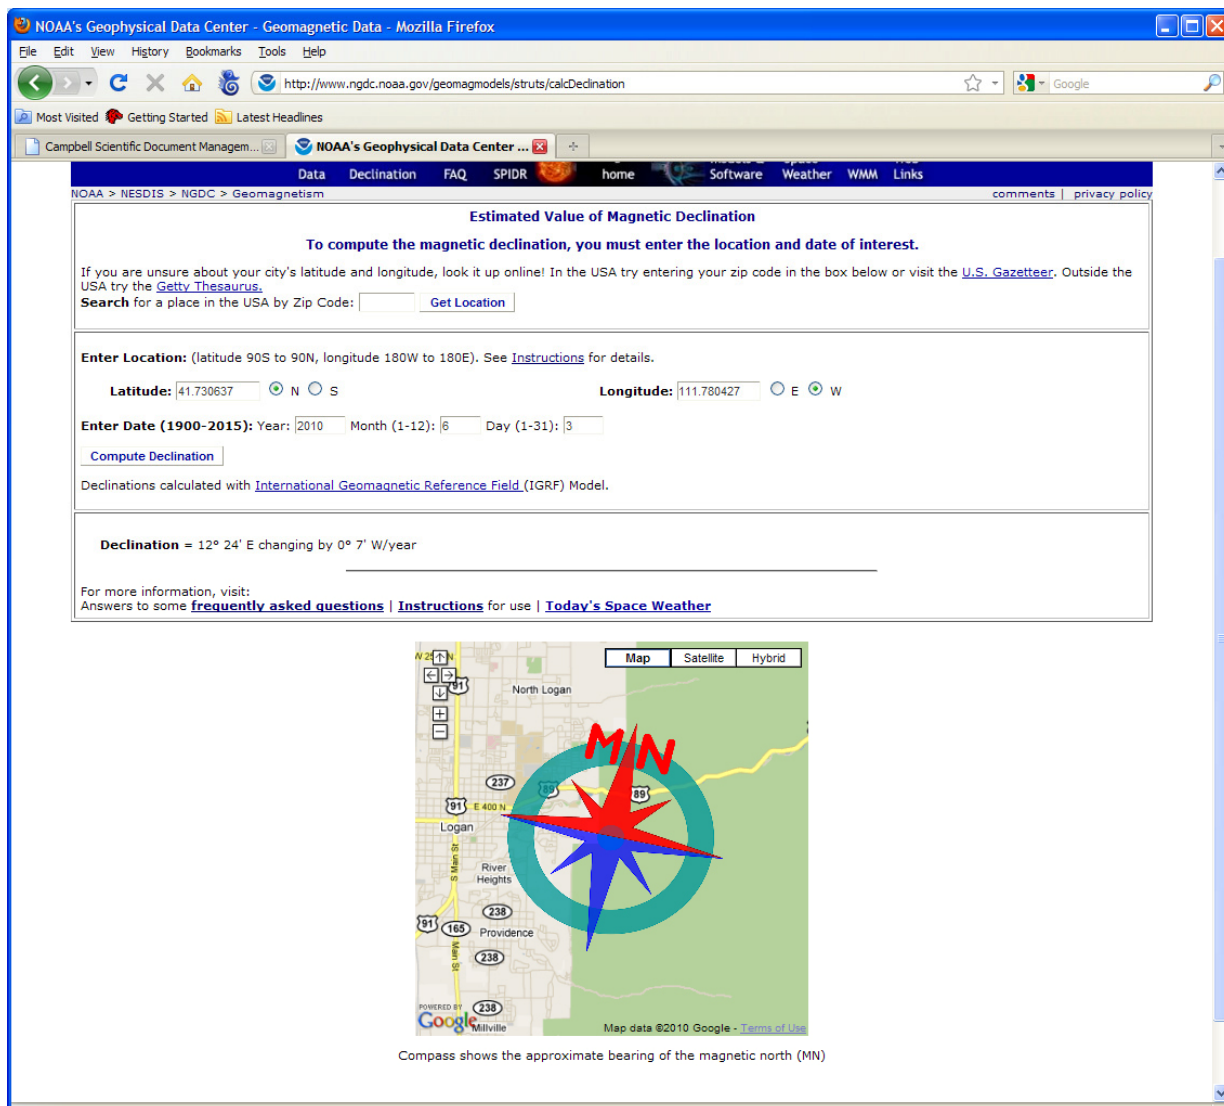 NOAA's Geophysical Data Center - Geomagnetic Data - Mozilla Firefox
File Edit View History Bookmarks Tools Help
http://www.ngdc.noaa.gov/geomagmodels/struts/calcDeclination
Google
Most Visited Getting Started Latest Headlines
Campbell Scientific Document Managem... NOAA's Geophysical Data Center ...
Data Declination FAQ SPIDR home Software Weather WMM Links
NOAA > NESDIS > NGDC > Geomagnetism comments | privacy policy
Estimated Value of Magnetic Declination
To compute the magnetic declination, you must enter the location and date of interest.
If you are unsure about your city's latitude and longitude, look it up online! In the USA try entering your zip code in the box below or visit the U.S. Gazetteer. Outside the
USA try the Getty Thesaurus.
Search for a place in the USA by Zip Code: Get Location
Enter Location: (latitude 90S to 90N, longitude 180W to 180E). See Instructions for details.
Latitude: 41.730637 N S Longitude: 111.780427 E W
Enter Date (1900-2015): Year: 2010 Month (1-12): 6 Day (1-31): 3
Compute Declination
Declinations calculated with International Geomagnetic Reference Field (IGRF) Model.
Declination = 12° 24' E changing by 0° 7' W/year
For more information, visit:
Answers to some frequently asked questions | Instructions for use | Today's Space Weather
Map Satellite Hybrid
91
North Logan
MN
237
89 89
91 E 400 N
Logan
S Main St
River
Heights
238
91 165 Providence
Main St
238
POWERED BY
Google
238
Millville
Map data ©2010 Google - Terms of Use
Compass shows the approximate bearing of the magnetic north (MN)